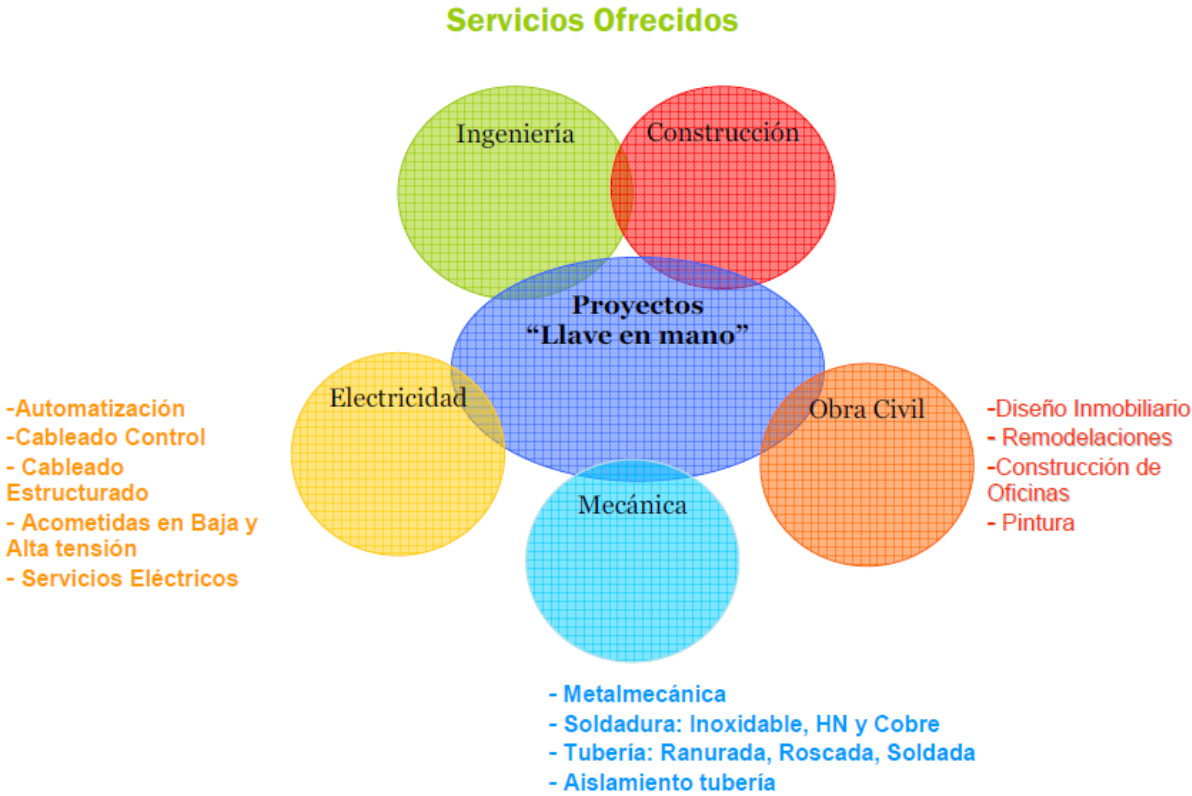 Servicios Ofrecidos
Ingeniería
Construcción
Proyectos
“Llave en mano”
Electricidad
Obra Civil
Mecánica
-Automatización
-Cableado Control
- Cableado
Estructurado
- Acometidas en Baja y
Alta tensión
- Servicios Eléctricos
-Diseño Inmobiliario
- Remodelaciones
-Construcción de
Oficinas
- Pintura
- Metalmecánica
- Soldadura: Inoxidable, HN y Cobre
- Tubería: Ranurada, Roscada, Soldada
- Aislamiento tubería